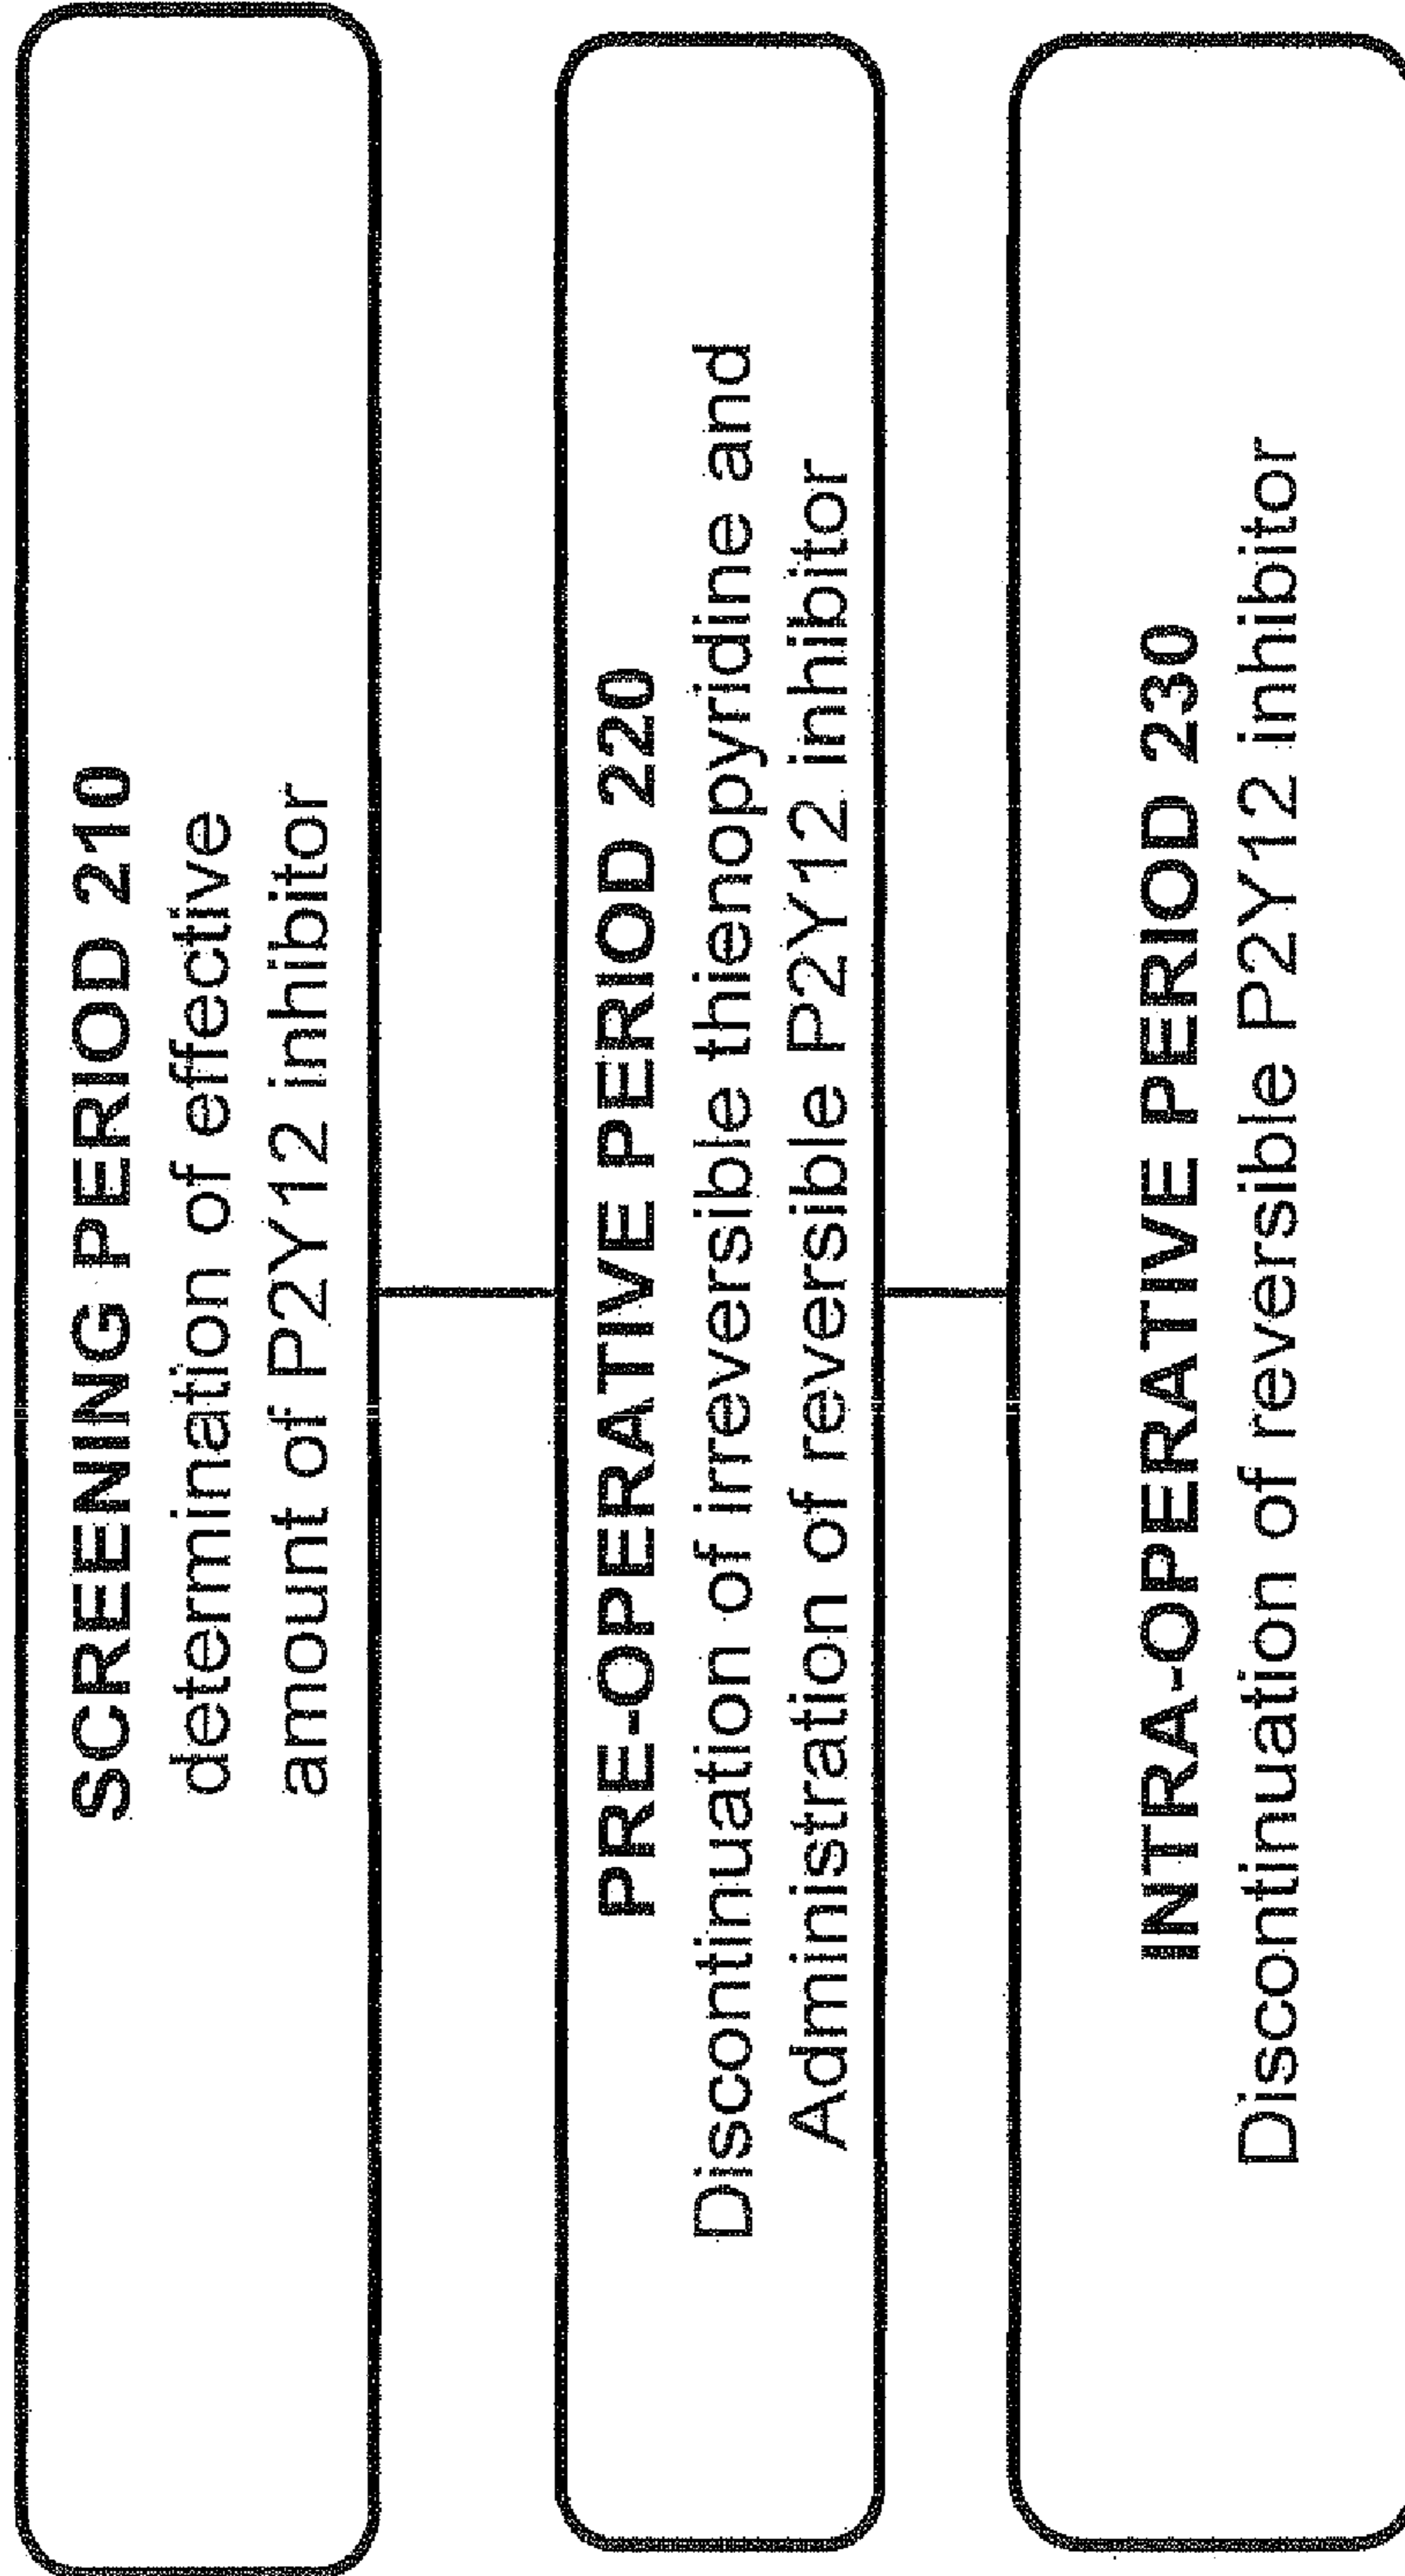 SCREENING PERIOD 210
determination of effective
amount of P2Y12 inhibitor
PRE-OPERATIVE PERIOD 220
Discontinuation of irreversible thienopyridine and
Administration of reversible P2Y12 inhibitor
INTRA-OPERATIVE PERIOD 230
Discontinuation of reversible P2Y12 inhibitor